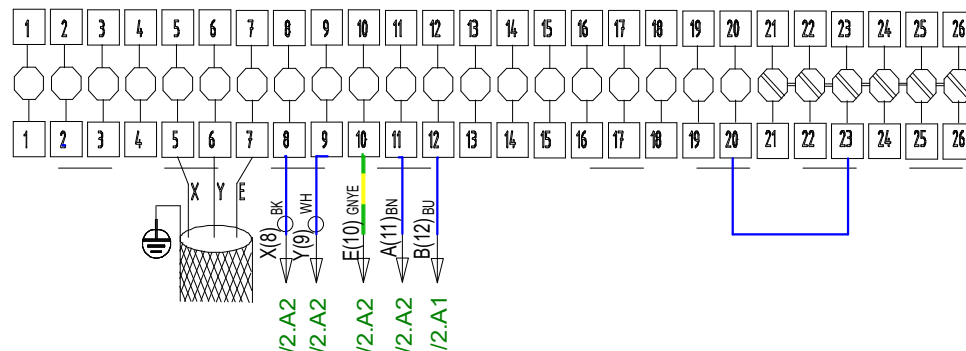 1 2 3 4 5 6 7 8 9 10 11 12 13 14 15 16 17 18 19 20 21 22 23 24 25 26
1 2 3 4 5 6 7 8 9 10 11 12 13 14 15 16 17 18 19 20 21 22 23 24 25 26
X Y E
X(8) BK
Y(9) WH
E(10) GNYE
A(11) BN
B(12) BU
/2.A2
/2.A2
/2.A2
/2.A2
/2.A1